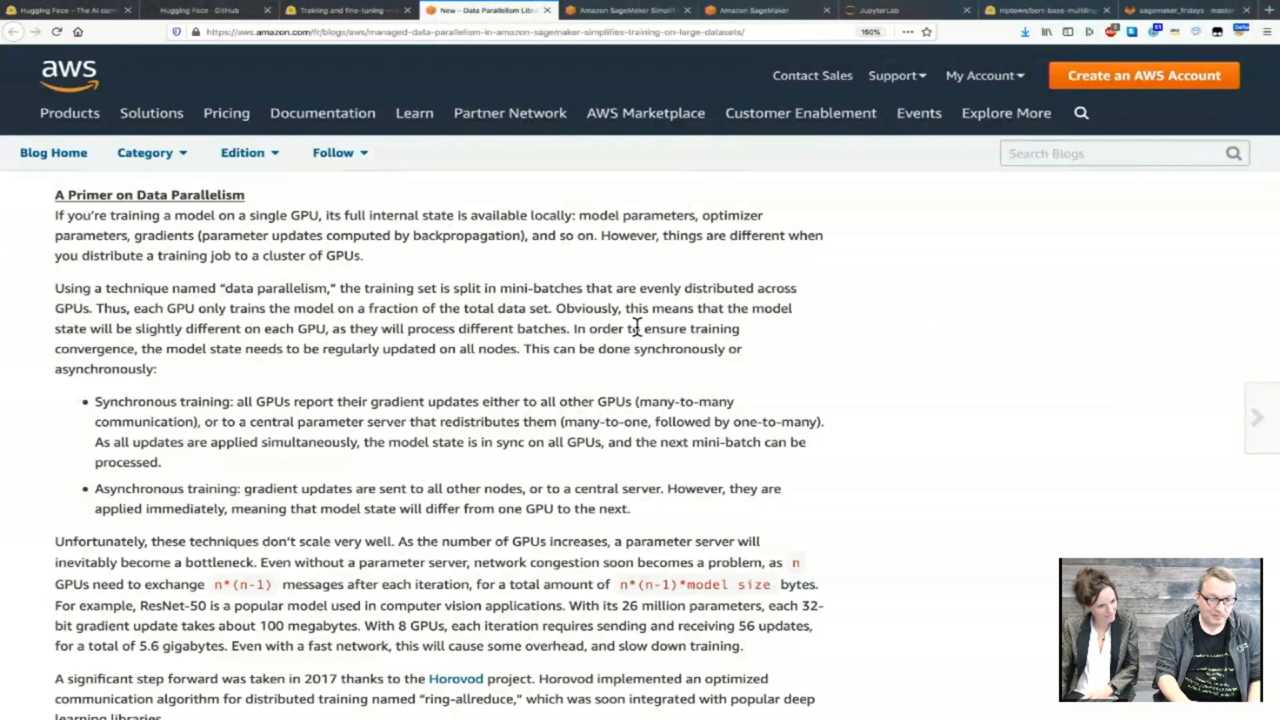 Hugging Face – The AI com
Hugging Face · GitHub
Training and fine-tuning —
New – Data Parallelism Libr
Amazon SageMaker Simplifi
Amazon SageMaker
JupyterLab
niptown/bert-base-multiling
sagemaker_fridays - master
https://aws.amazon.com/fr/blogs/aws/managed-data-parallelism-in-amazon-sagemaker-simplifies-training-on-large-datasets/
150%
aws
Contact Sales Support My Account Create an AWS Account
Products Solutions Pricing Documentation Learn Partner Network AWS Marketplace Customer Enablement Events Explore More
Blog Home Category Edition Follow Search Blogs
A Primer on Data Parallelism
If you're training a model on a single GPU, its full internal state is available locally: model parameters, optimizer
parameters, gradients (parameter updates computed by backpropagation), and so on. However, things are different when
you distribute a training job to a cluster of GPUs.
Using a technique named “data parallelism,” the training set is split in mini-batches that are evenly distributed across
GPUs. Thus, each GPU only trains the model on a fraction of the total data set. Obviously, this means that the model
state will be slightly different on each GPU, as they will process different batches. In order to ensure training
convergence, the model state needs to be regularly updated on all nodes. This can be done synchronously or
asynchronously:
• Synchronous training: all GPUs report their gradient updates either to all other GPUs (many-to-many
communication), or to a central parameter server that redistributes them (many-to-one, followed by one-to-many).
As all updates are applied simultaneously, the model state is in sync on all GPUs, and the next mini-batch can be
processed.
• Asynchronous training: gradient updates are sent to all other nodes, or to a central server. However, they are
applied immediately, meaning that model state will differ from one GPU to the next.
Unfortunately, these techniques don't scale very well. As the number of GPUs increases, a parameter server will
inevitably become a bottleneck. Even without a parameter server, network congestion soon becomes a problem, as n
GPUs need to exchange n*(n-1) messages after each iteration, for a total amount of n*(n-1)*model size bytes.
For example, ResNet-50 is a popular model used in computer vision applications. With its 26 million parameters, each 32-
bit gradient update takes about 100 megabytes. With 8 GPUs, each iteration requires sending and receiving 56 updates,
for a total of 5.6 gigabytes. Even with a fast network, this will cause some overhead, and slow down training.
A significant step forward was taken in 2017 thanks to the Horovod project. Horovod implemented an optimized
communication algorithm for distributed training named “ring-allreduce,” which was soon integrated with popular deep
learning libraries.